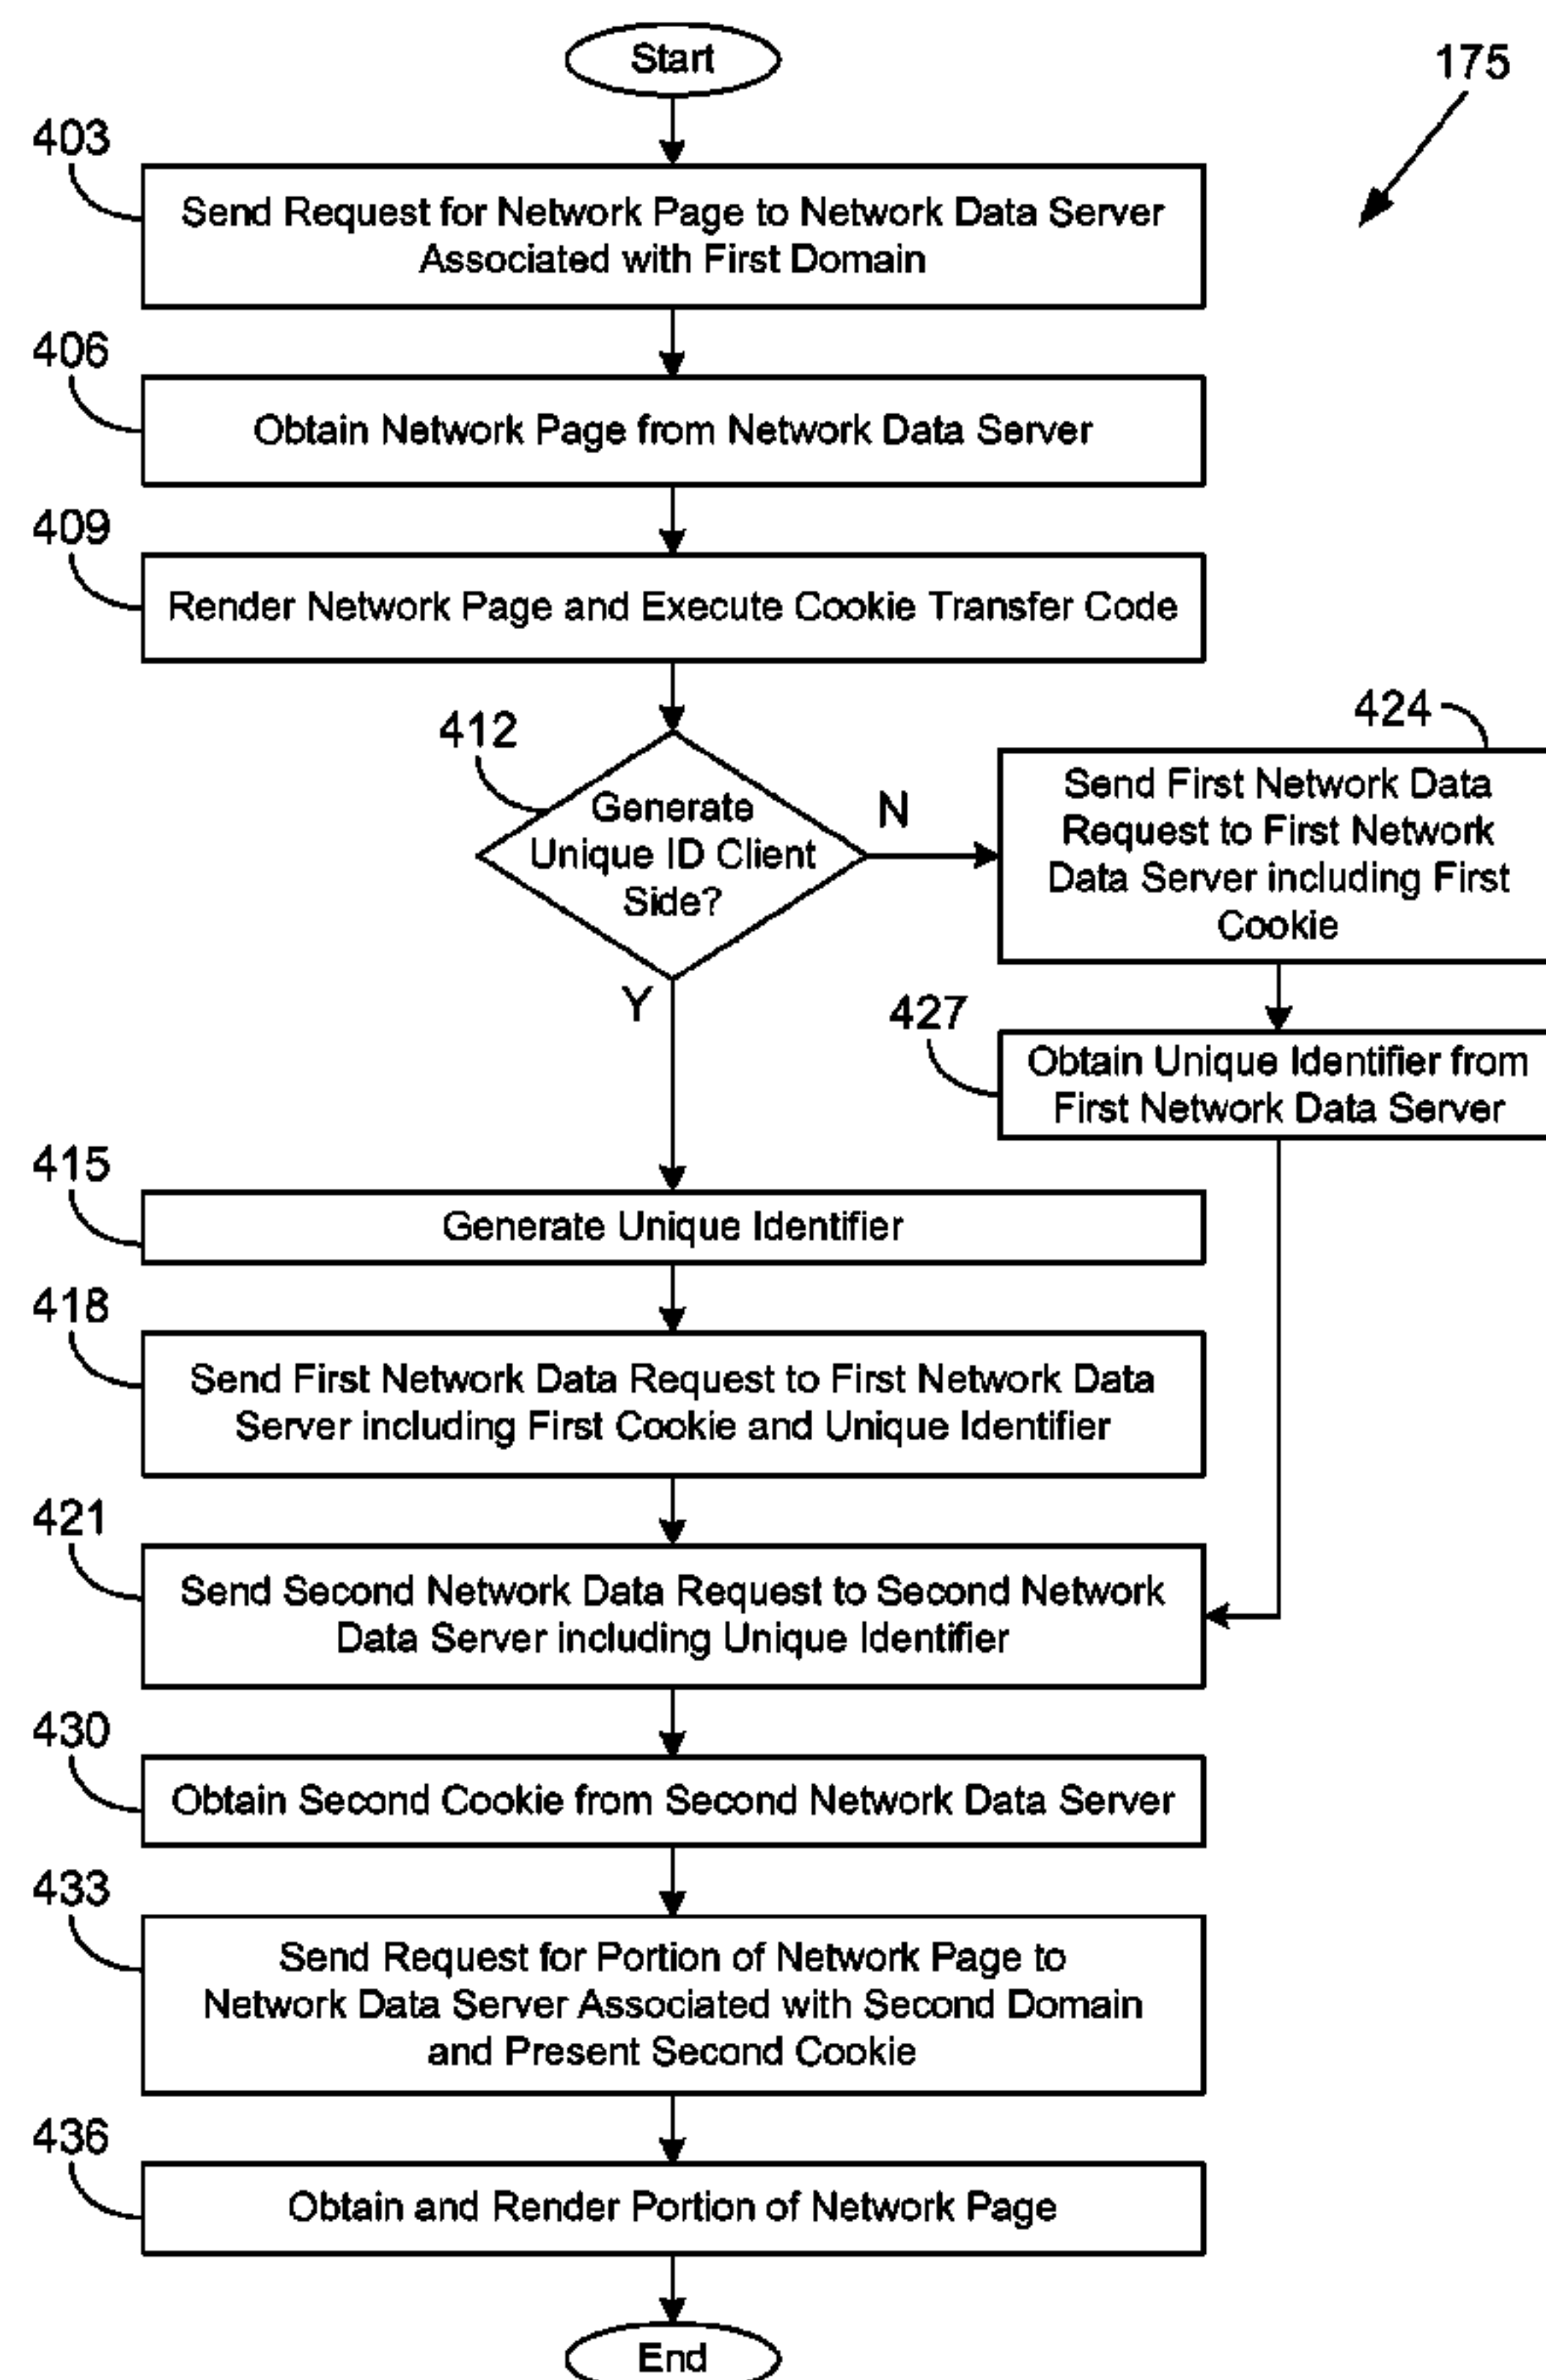 Start
175
403
Send Request for Network Page to Network Data Server
Associated with First Domain
406
Obtain Network Page from Network Data Server
409
Render Network Page and Execute Cookie Transfer Code
412
Generate
Unique ID Client
Side?
N
Y
424
Send First Network Data
Request to First Network
Data Server including First
Cookie
427
Obtain Unique Identifier from
First Network Data Server
415
Generate Unique Identifier
418
Send First Network Data Request to First Network Data
Server including First Cookie and Unique Identifier
421
Send Second Network Data Request to Second Network
Data Server including Unique Identifier
430
Obtain Second Cookie from Second Network Data Server
433
Send Request for Portion of Network Page to
Network Data Server Associated with Second Domain
and Present Second Cookie
436
Obtain and Render Portion of Network Page
End